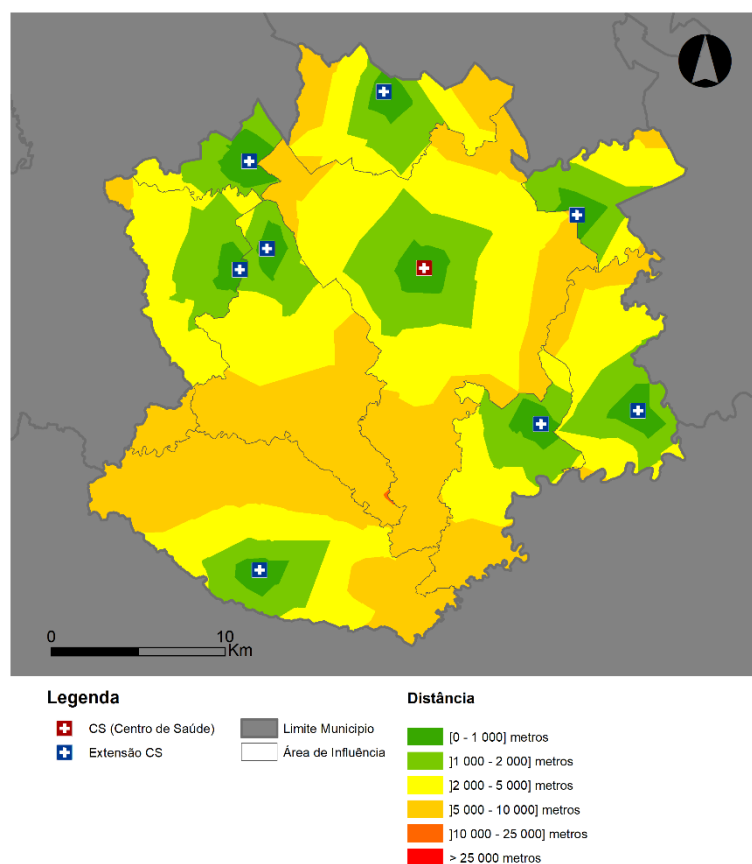 0 10
Km
Legenda
CS (Centro de Saúde)
Extensão CS
Limite Municipio
Área de Influência
Distância
[0 - 1 000] metros
]1 000 - 2 000] metros
]2 000 - 5 000] metros
]5 000 - 10 000] metros
]10 000 - 25 000] metros
> 25 000 metros